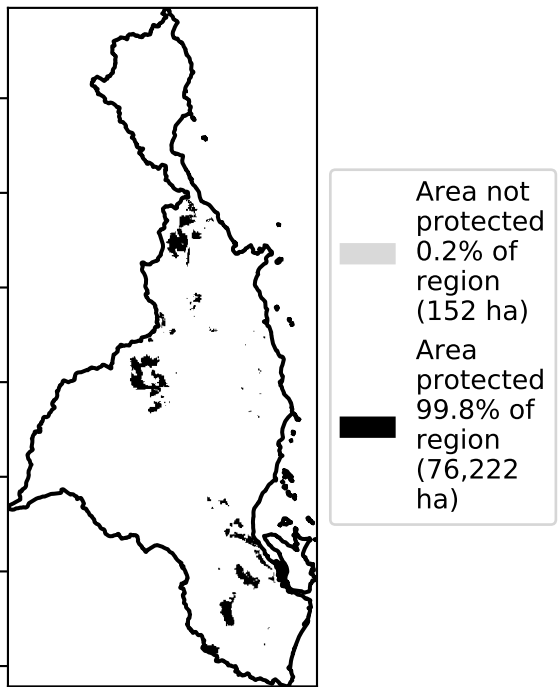 Area not
protected
0.2% of
region
(152 ha)
Area
protected
99.8% of
region
(76,222
ha)